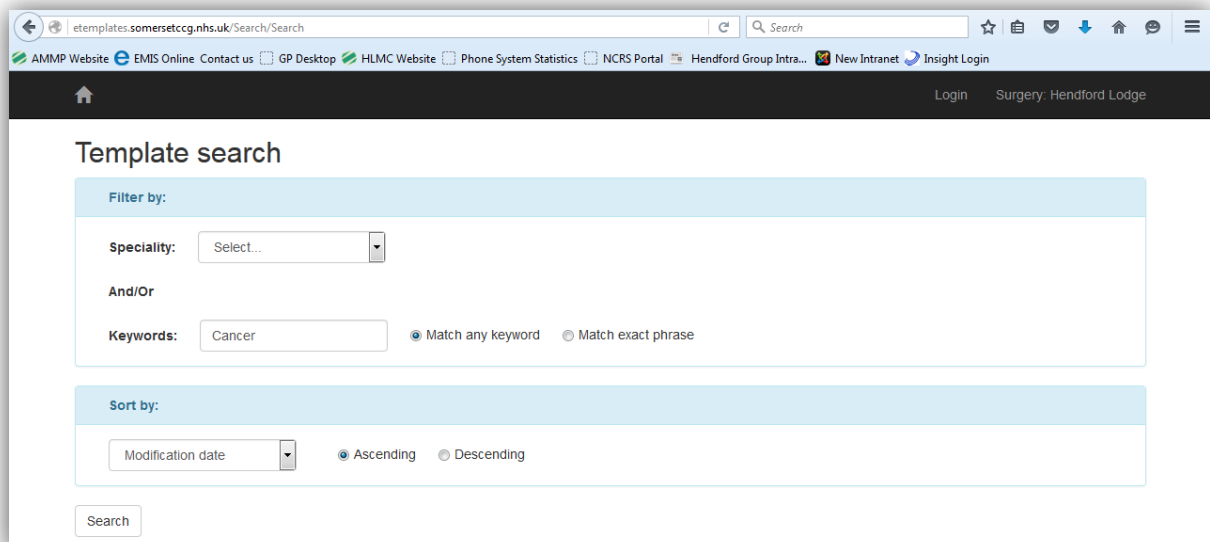 etemplates.somersetccg.nhs.uk/Search/Search Search
AMMP Website EMIS Online Contact us GP Desktop HLMC Website Phone System Statistics NCRS Portal Hendford Group Intra... New Intranet Insight Login
Login Surgery: Hendford Lodge
Template search
Filter by:
Speciality: Select...
And/Or
Keywords: Cancer Match any keyword Match exact phrase
Sort by:
Modification date Ascending Descending
Search